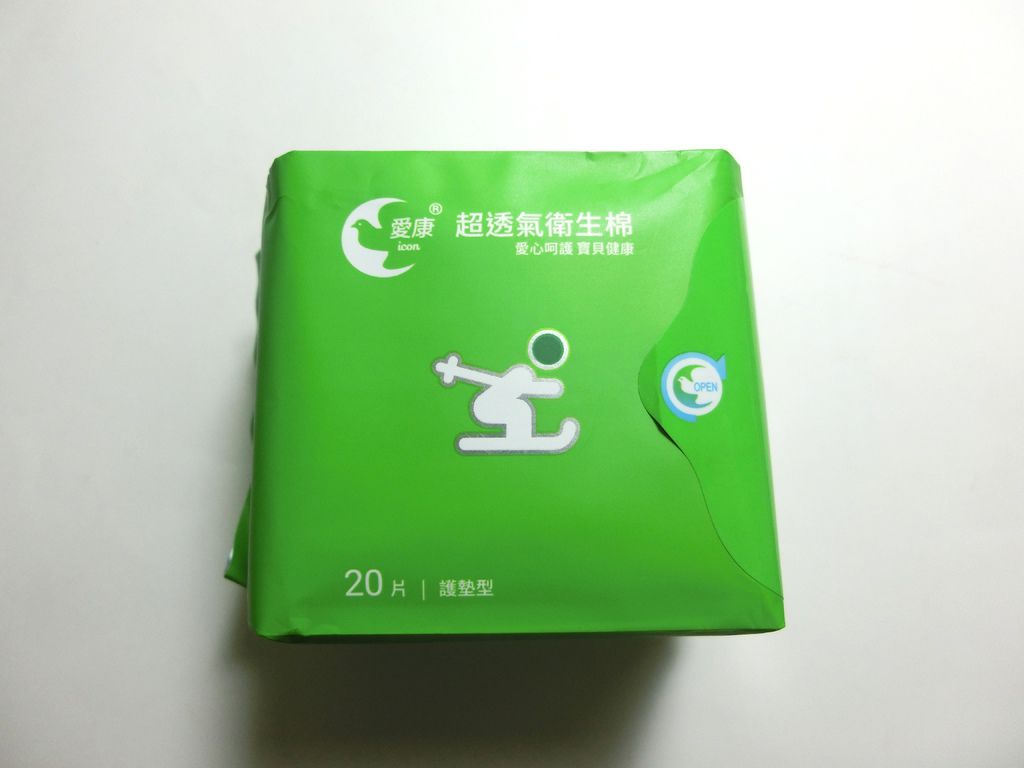 愛康®
icon
超透氣衛生棉
愛心呵護 寶貝健康
OPEN
20片 | 護墊型